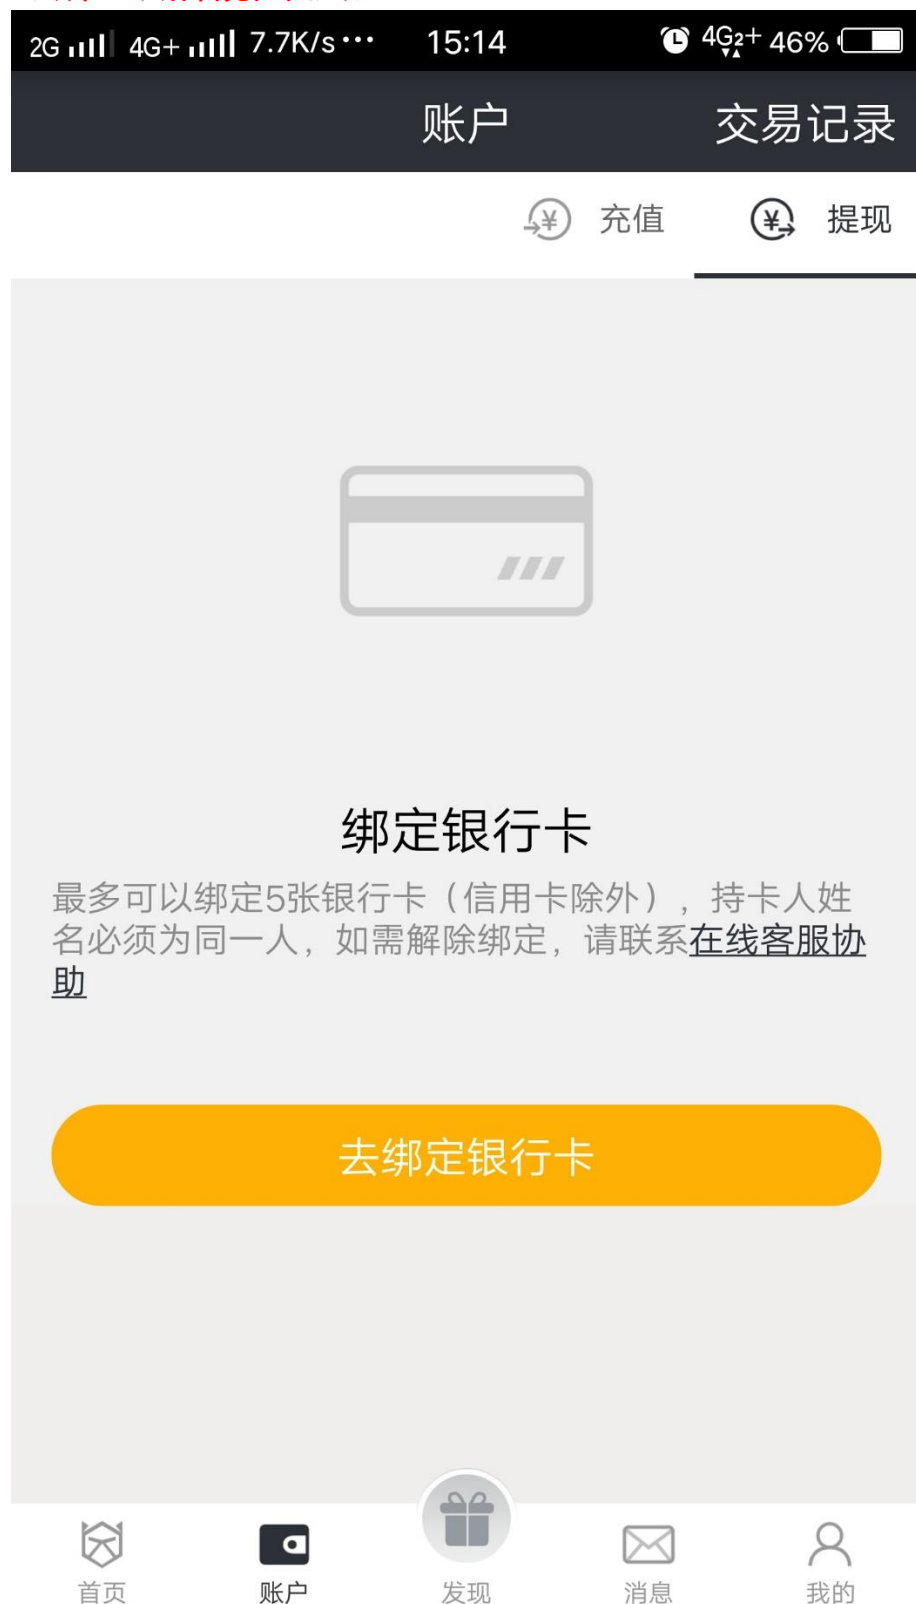 2G 4G+ 7.7K/s ··· 15:14 4G2+ 46%
账户 交易记录
充值 提现
绑定银行卡
最多可以绑定5张银行卡（信用卡除外），持卡人姓
名必须为同一人，如需解除绑定，请联系在线客服协
助
去绑定银行卡
首页 账户 发现 消息 我的